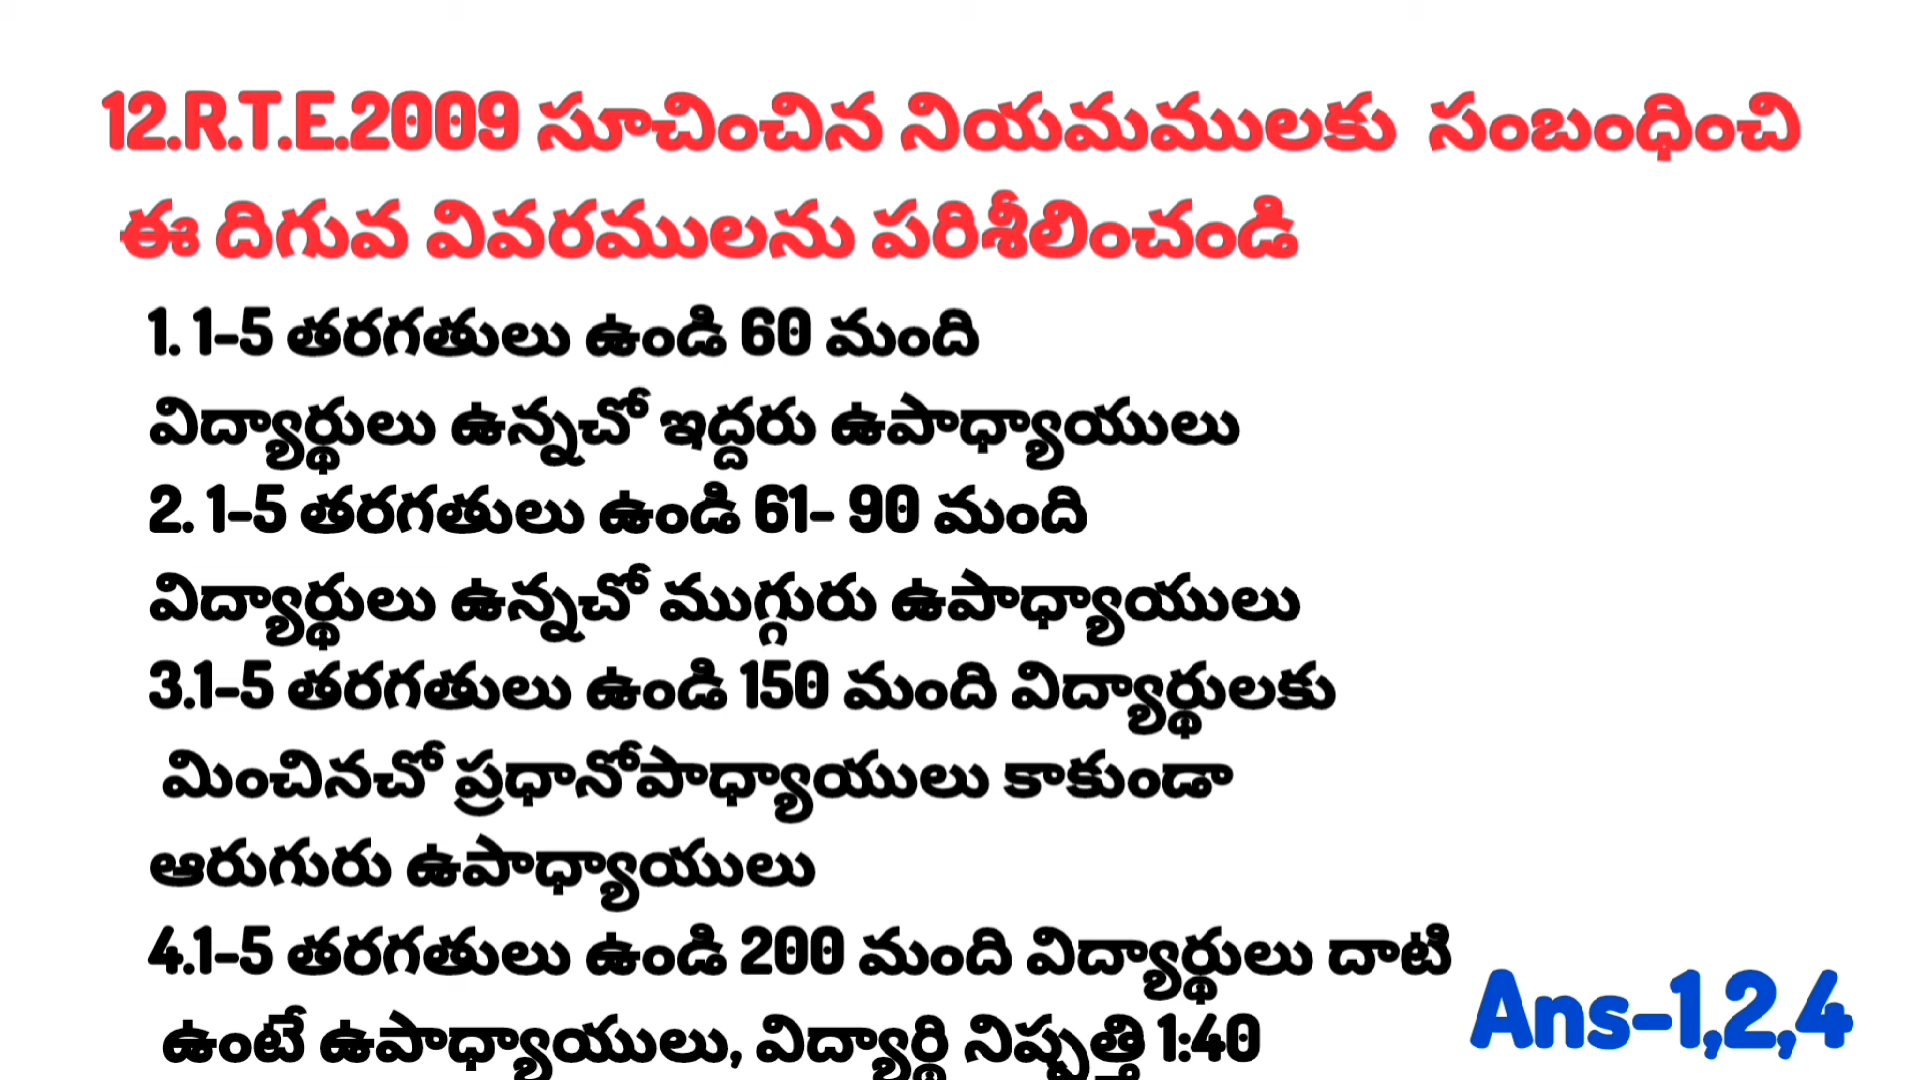 12.R.T.E.2009 సూచించిన నియమములకు సంబంధించి
ఈ దిగువ వివరములను పరిశీలించండి
1. 1-5 తరగతులు ఉండి 60 మంది
విద్యార్థులు ఉన్నచో ఇద్దరు ఉపాధ్యాయులు
2. 1-5 తరగతులు ఉండి 61- 90 మంది
విద్యార్థులు ఉన్నచో ముగ్గురు ఉపాధ్యాయులు
3.1-5 తరగతులు ఉండి 150 మంది విద్యార్థులకు
మించినచో ప్రధానోపాధ్యాయులు కాకుండా
ఆరుగురు ఉపాధ్యాయులు
4.1-5 తరగతులు ఉండి 200 మంది విద్యార్థులు దాటి
ఉంటే ఉపాధ్యాయులు, విద్యార్థి నిష్పత్తి 1:40
Ans-1,2,4